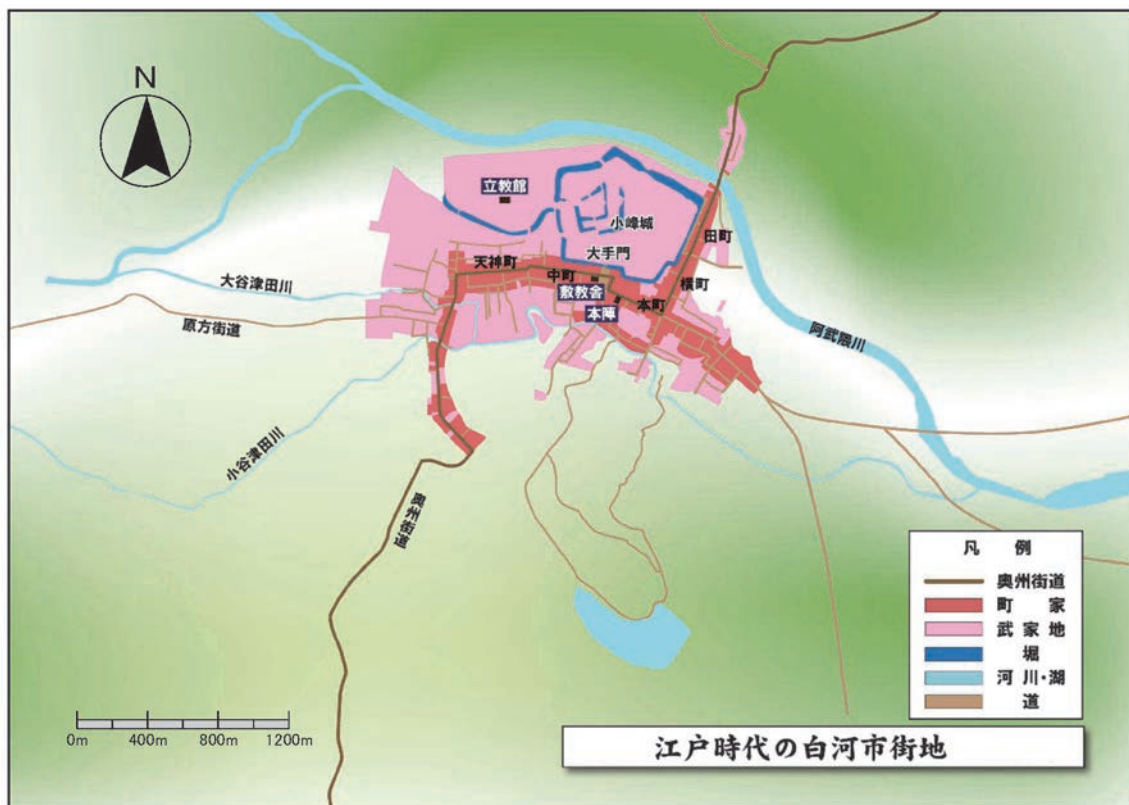 N
立教館
小峰城
大手門
田町
天神町
中町
敷教舎
横町
本町
本陣
大谷津田川
原方街道
阿武隈川
小谷津田川
奥州街道
凡 例
奥州街道
町 家
武 家 地
堀
河 川・湖
道
0m 400m 800m 1200m
江戸時代の白河市街地